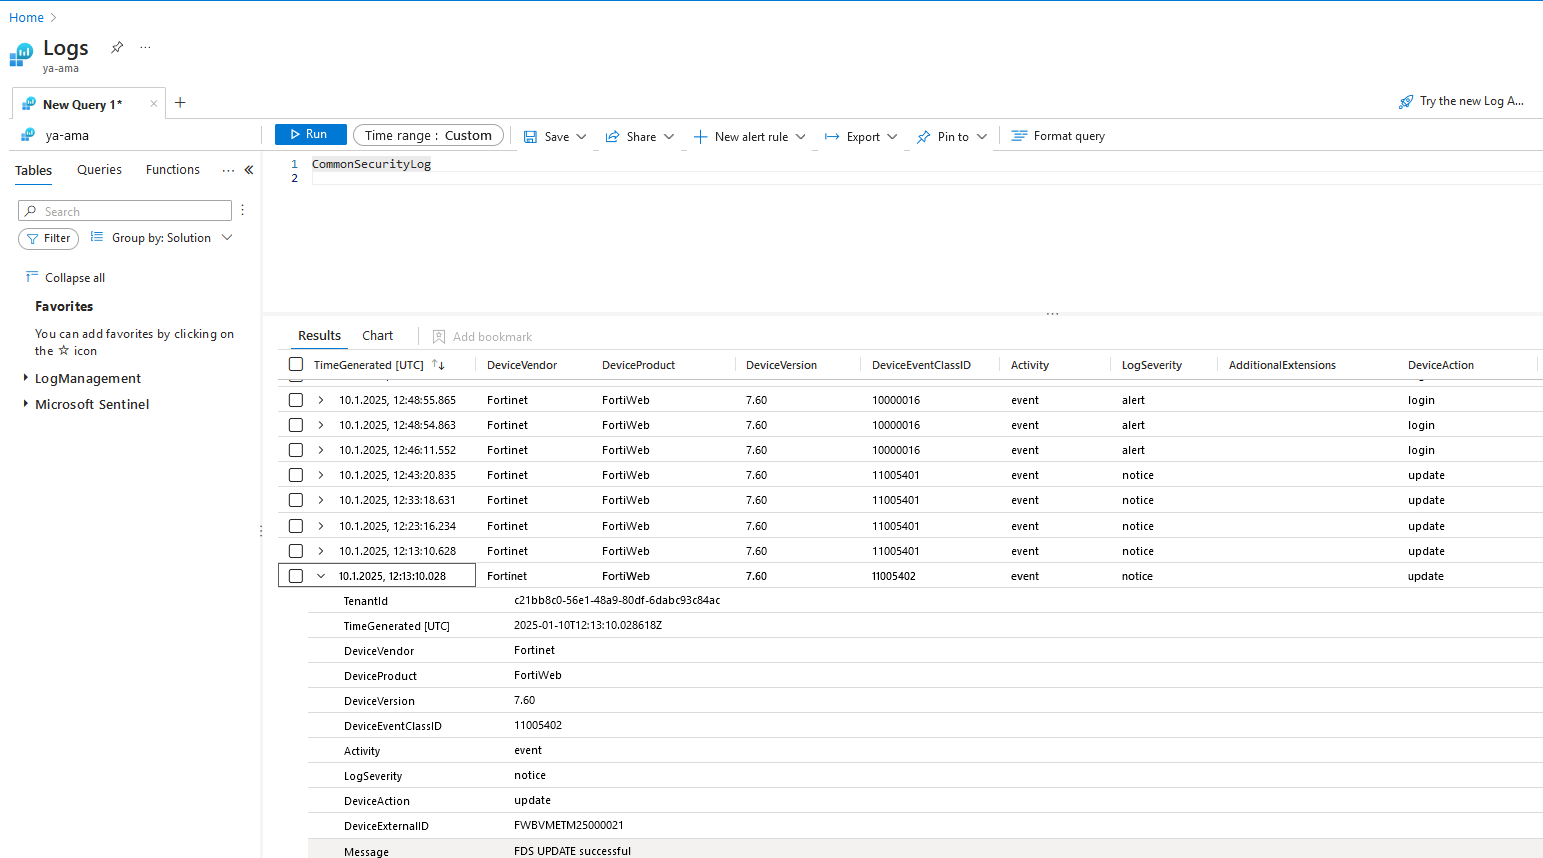 Home
Logs
ya-ama
New Query 1*
Try the new Log A...
ya-ama
Run
Time range : Custom
Save
Share
New alert rule
Export
Pin to
Format query
Tables
Queries
Functions
Search
Filter
Group by: Solution
Collapse all
Favorites
You can add favorites by clicking on
the ☆ icon
LogManagement
Microsoft Sentinel
1 CommonSecurityLog
2
Results
Chart
Add bookmark
TimeGenerated [UTC] DeviceVendor DeviceProduct DeviceVersion DeviceEventClassID Activity LogSeverity AdditionalExtensions DeviceAction
10.1.2025, 12:48:55.865 Fortinet FortiWeb 7.60 10000016 event alert login
10.1.2025, 12:48:54.863 Fortinet FortiWeb 7.60 10000016 event alert login
10.1.2025, 12:46:11.552 Fortinet FortiWeb 7.60 10000016 event alert login
10.1.2025, 12:43:20.835 Fortinet FortiWeb 7.60 11005401 event notice update
10.1.2025, 12:33:18.631 Fortinet FortiWeb 7.60 11005401 event notice update
10.1.2025, 12:23:16.234 Fortinet FortiWeb 7.60 11005401 event notice update
10.1.2025, 12:13:10.628 Fortinet FortiWeb 7.60 11005401 event notice update
10.1.2025, 12:13:10.028 Fortinet FortiWeb 7.60 11005402 event notice update
TenantId c21bb8c0-56e1-48a9-80df-6dabc93c84ac
TimeGenerated [UTC] 2025-01-10T12:13:10.028618Z
DeviceVendor Fortinet
DeviceProduct FortiWeb
DeviceVersion 7.60
DeviceEventClassID 11005402
Activity event
LogSeverity notice
DeviceAction update
DeviceExternalID FWBVMETM25000021
Message FDS UPDATE successful